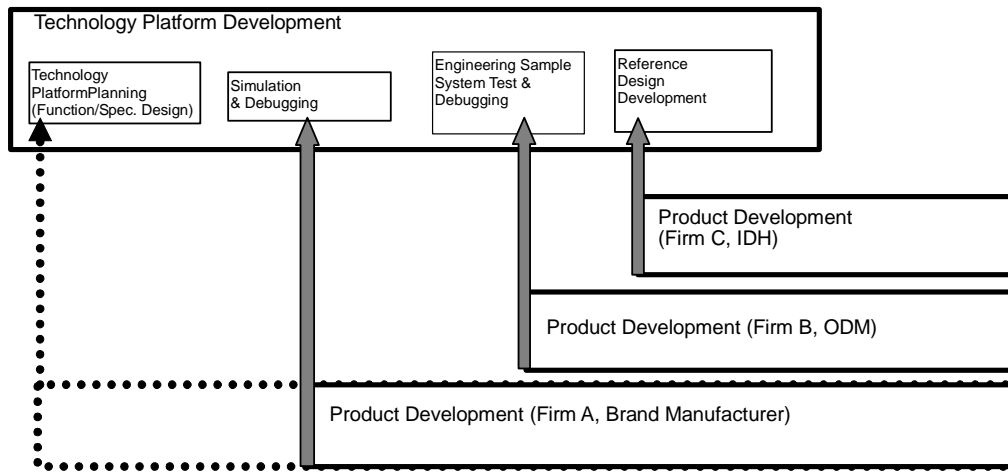 Technology Platform Development
Technology
PlatformPlanning
(Function/Spec. Design)
Simulation
& Debugging
Engineering Sample
System Test &
Debugging
Reference
Design
Development
Product Development
(Firm C, IDH)
Product Development (Firm B, ODM)
Product Development (Firm A, Brand Manufacturer)